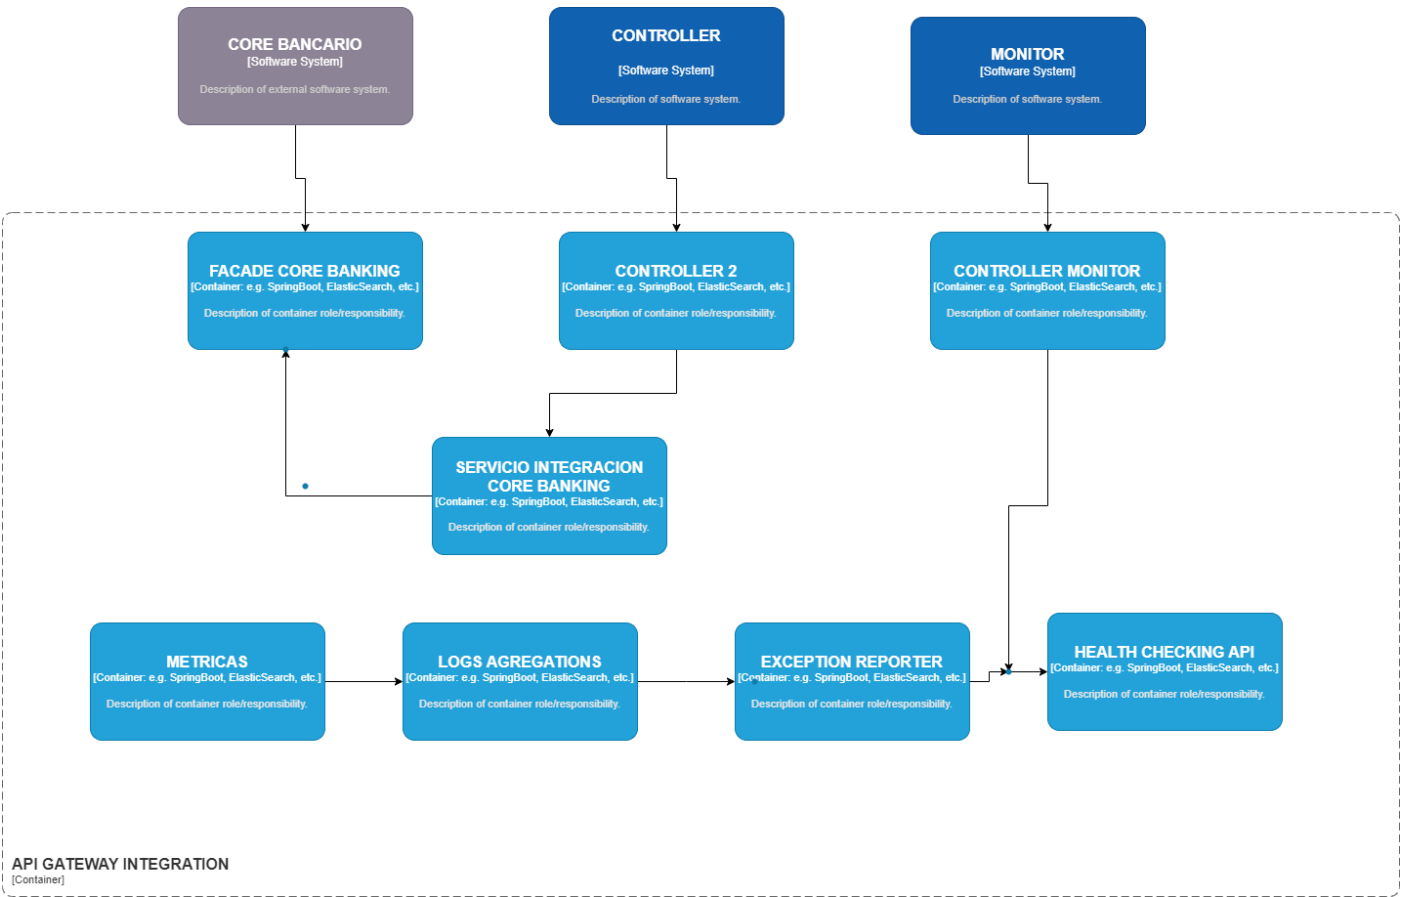 CORE BANCARIO
[Software System]
Description of external software system.
CONTROLLER
[Software System]
Description of software system.
MONITOR
[Software System]
Description of software system.
FACADE CORE BANKING
[Container: e.g. SpringBoot, ElasticSearch, etc.]
Description of container role/responsibility.
CONTROLLER 2
[Container: e.g. SpringBoot, ElasticSearch, etc.]
Description of container role/responsibility.
CONTROLLER MONITOR
[Container: e.g. SpringBoot, ElasticSearch, etc.]
Description of container role/responsibility.
SERVICIO INTEGRACION
CORE BANKING
[Container: e.g. SpringBoot, ElasticSearch, etc.]
Description of container role/responsibility.
METRICAS
[Container: e.g. SpringBoot, ElasticSearch, etc.]
Description of container role/responsibility.
LOGS AGREGATIONS
[Container: e.g. SpringBoot, ElasticSearch, etc.]
Description of container role/responsibility.
EXCEPTION REPORTER
[Container: e.g. SpringBoot, ElasticSearch, etc.]
Description of container role/responsibility.
HEALTH CHECKING API
[Container: e.g. SpringBoot, ElasticSearch, etc.]
Description of container role/responsibility.
API GATEWAY INTEGRATION
[Container]